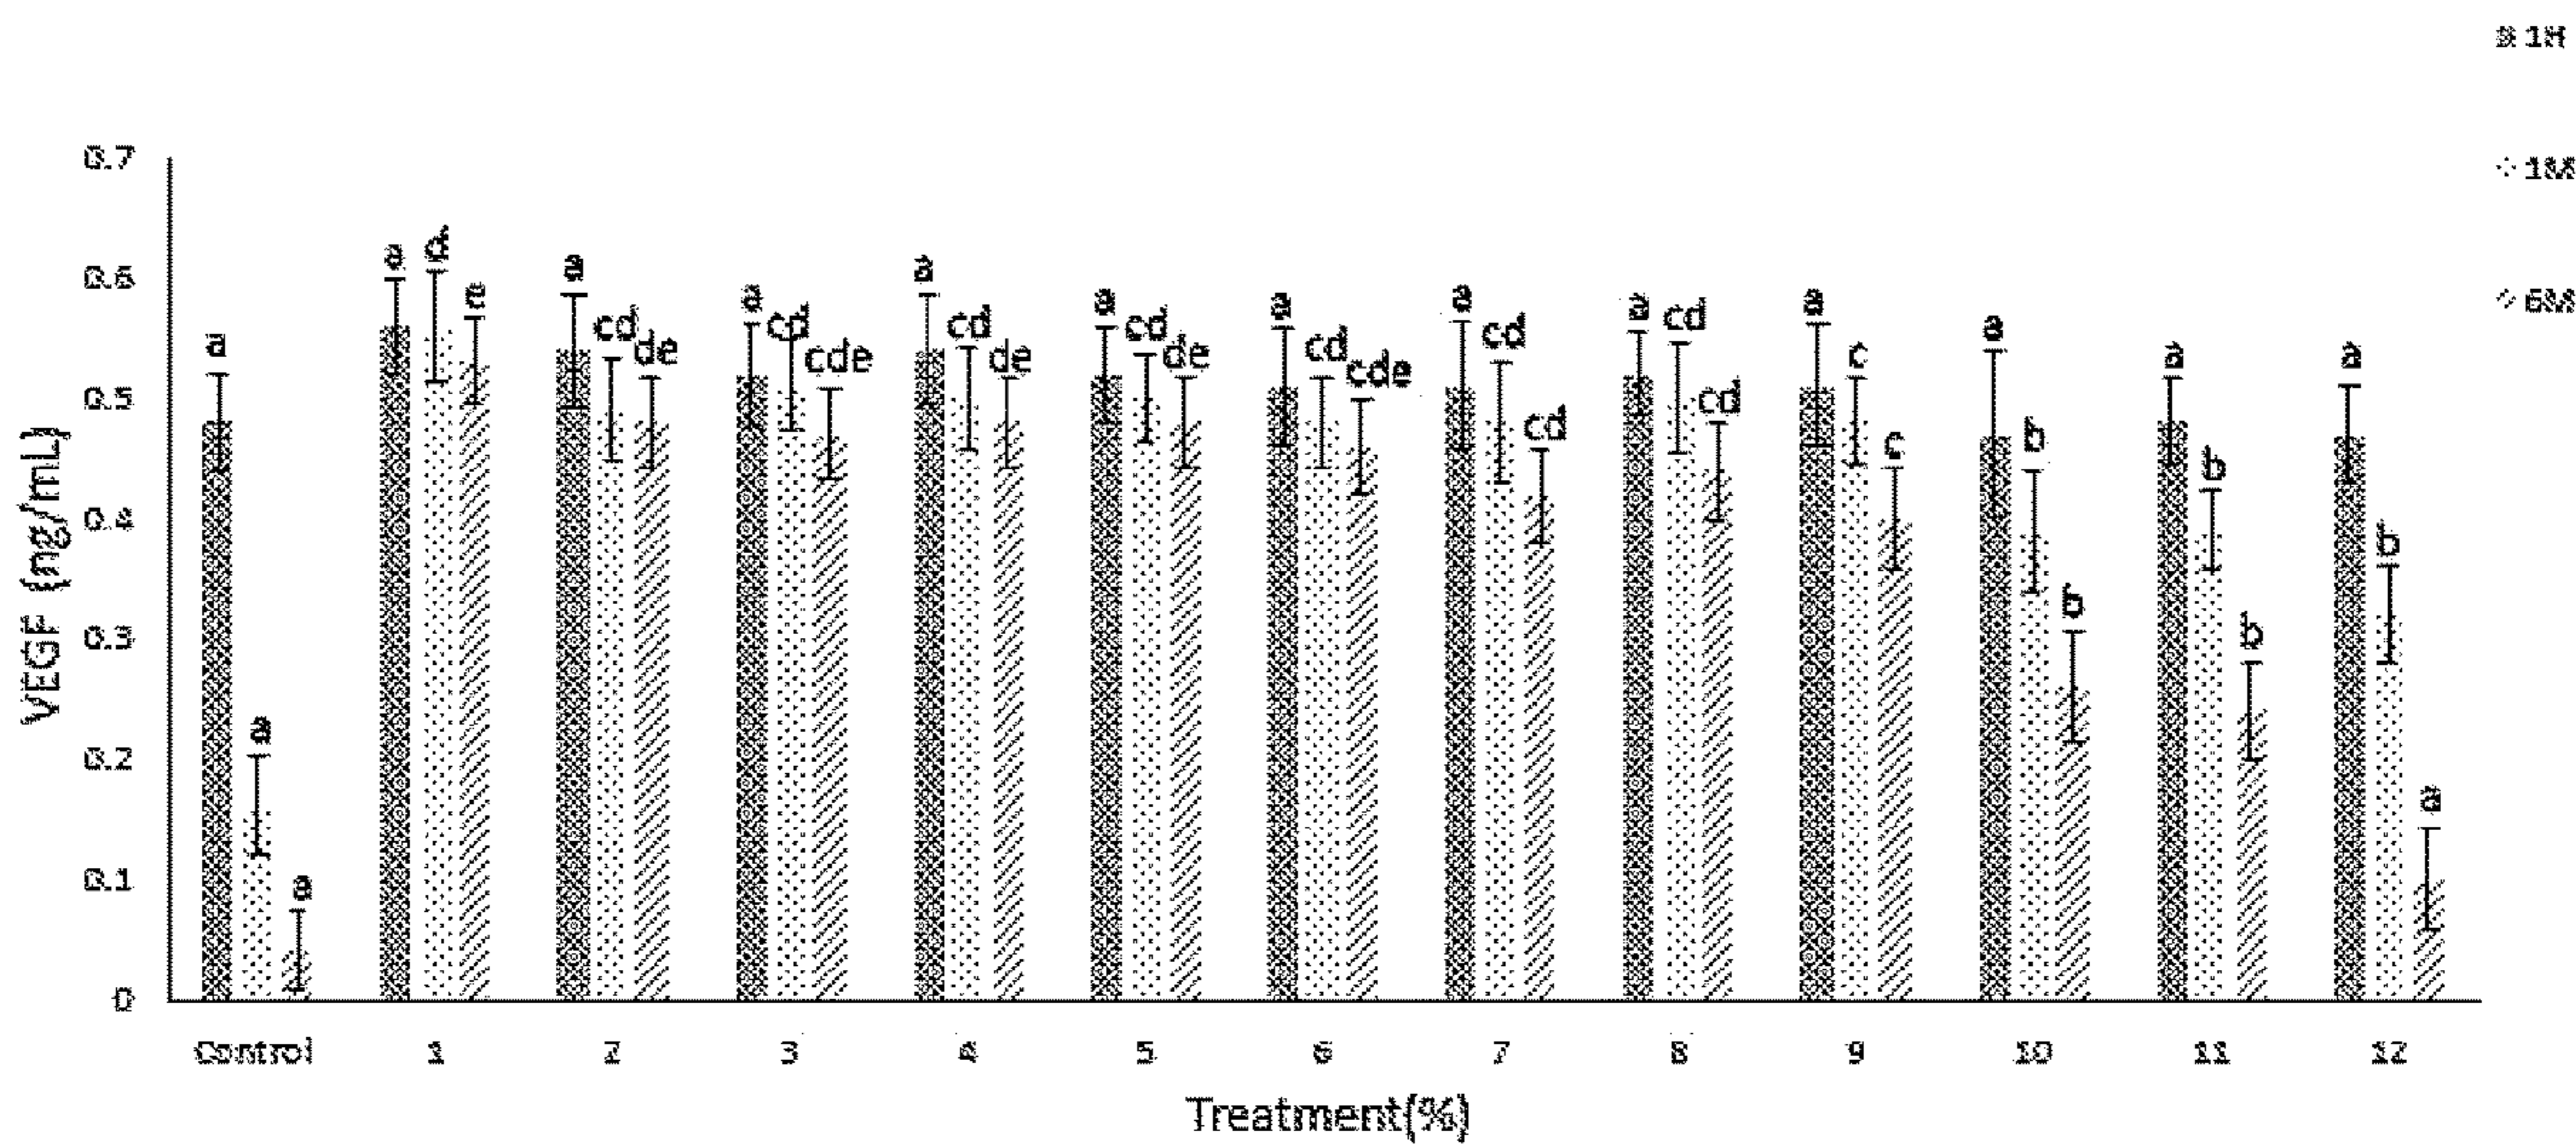 1H
1M
6M
0.7
0.6
0.5
0.4
0.3
0.2
0.1
0
VEGF (ng/mL)
a a a
a d e
a cd de
a cd cde
a cd de
a cd de
a cd cde
a cd cd
a cd cd
a c c
a b b
a b b
a b a
Control 1 2 3 4 5 6 7 8 9 10 11 12
Treatment(%)